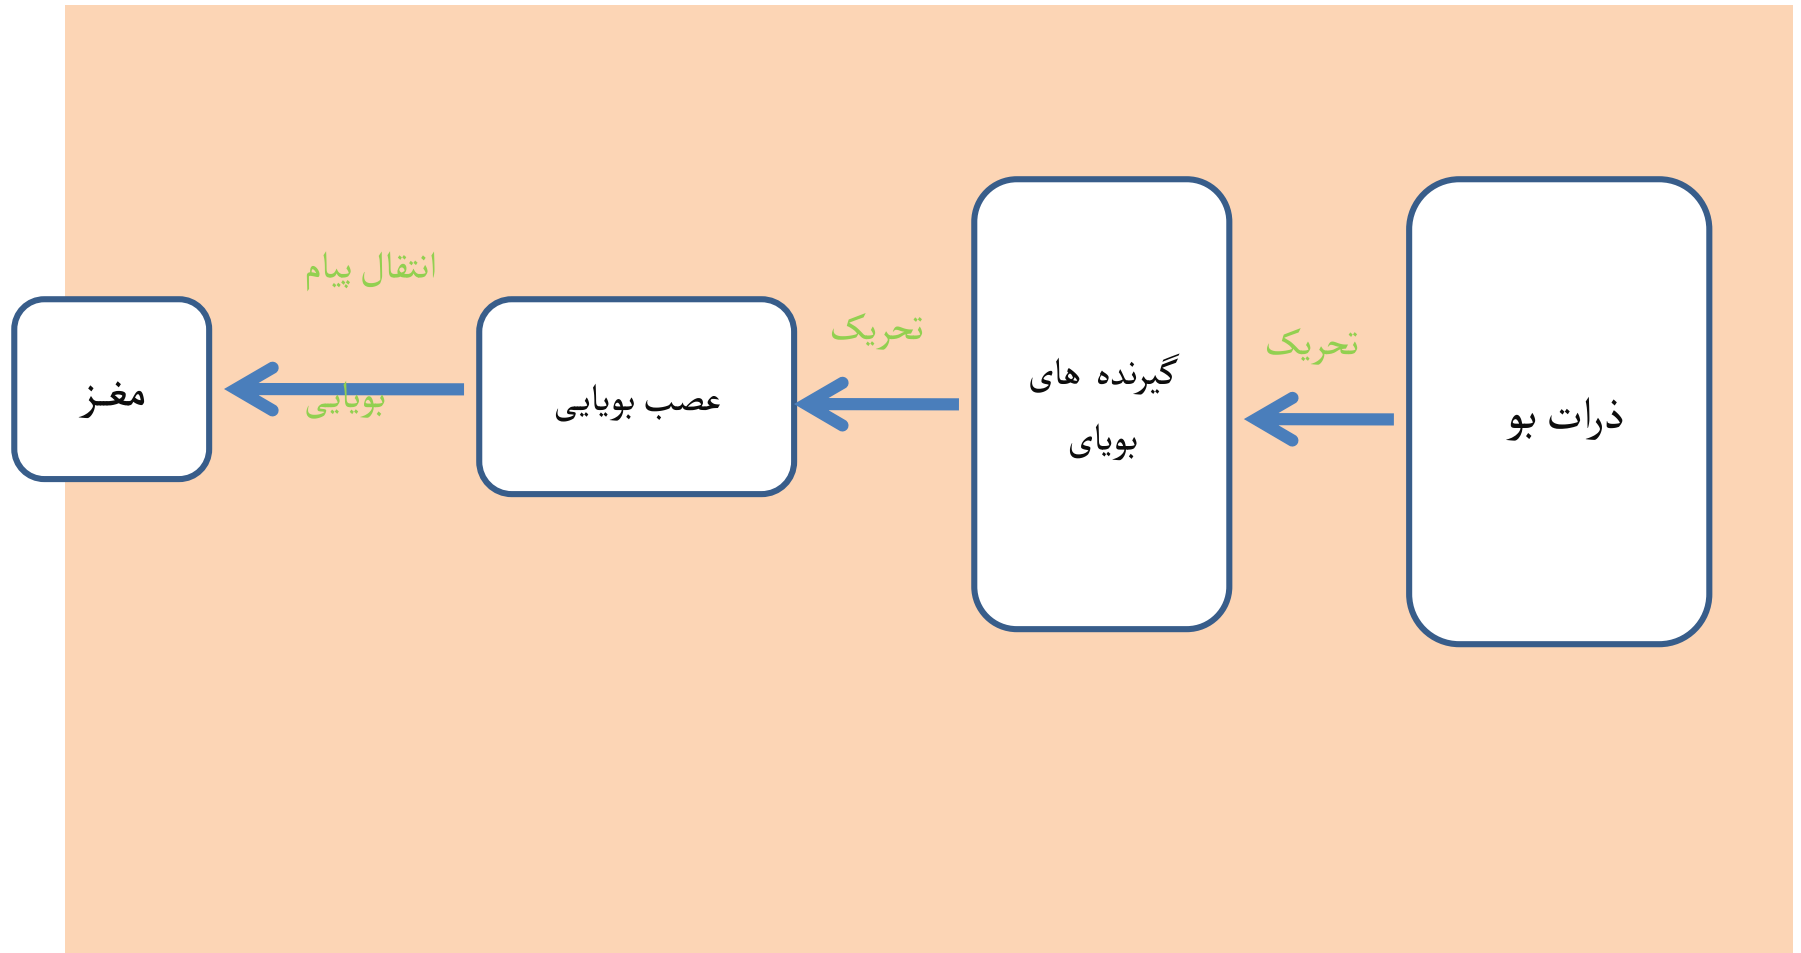 ذرات بو
تحریک
گیرنده های
بویای
تحریک
عصب بویایی
انتقال پیام
بویایی
مغز